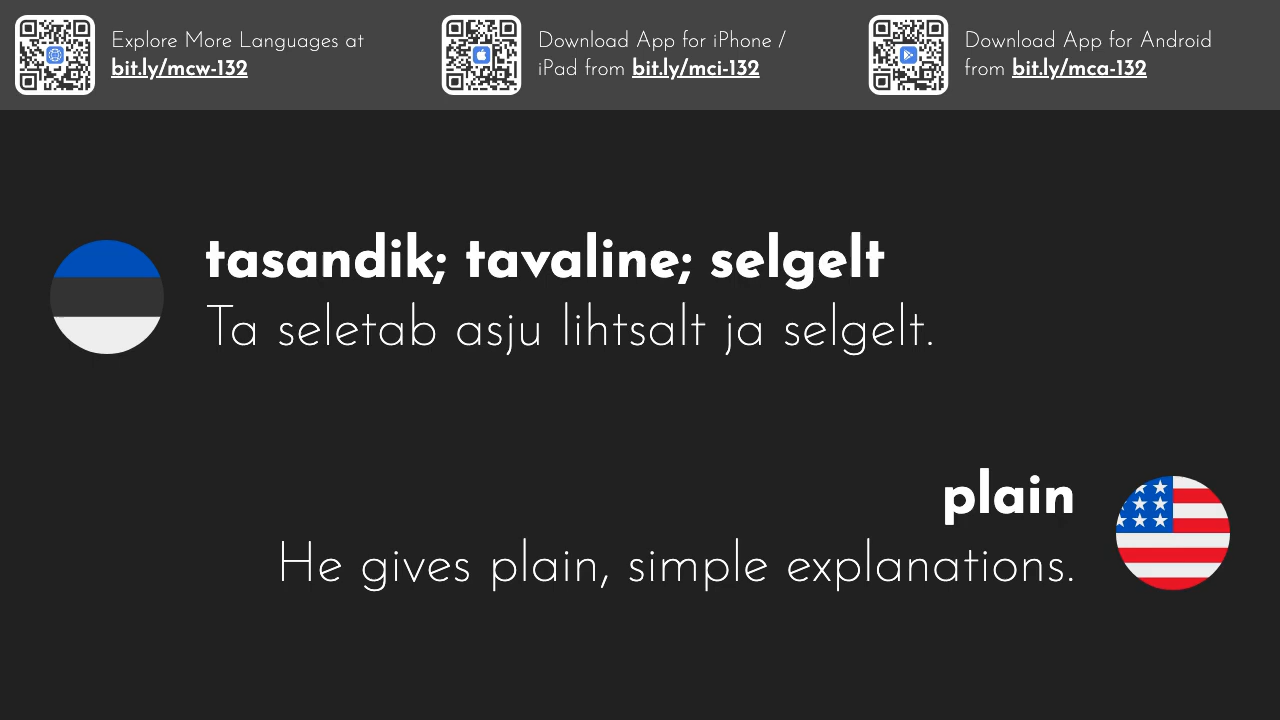 Explore More Languages at
bit.ly/mcw-132
Download App for iPhone /
iPad from bit.ly/mci-132
Download App for Android
from bit.ly/mca-132
tasandik; tavaline; selgelt
Ta seletab asju lihtsalt ja selgelt.
plain
He gives plain, simple explanations.